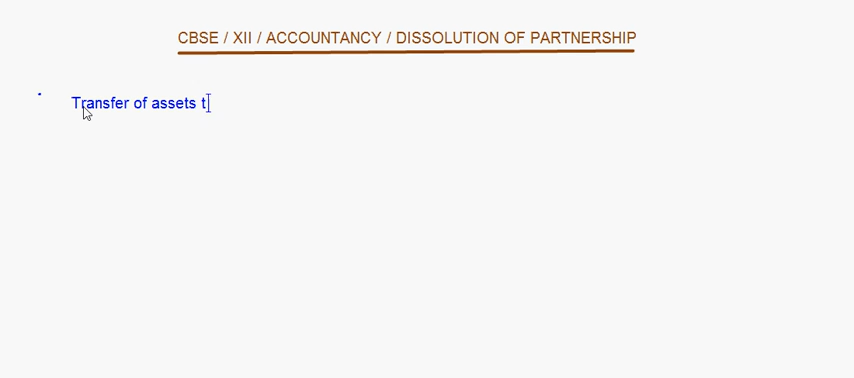 CBSE / XII / ACCOUNTANCY / DISSOLUTION OF PARTNERSHIP
Transfer of assets t